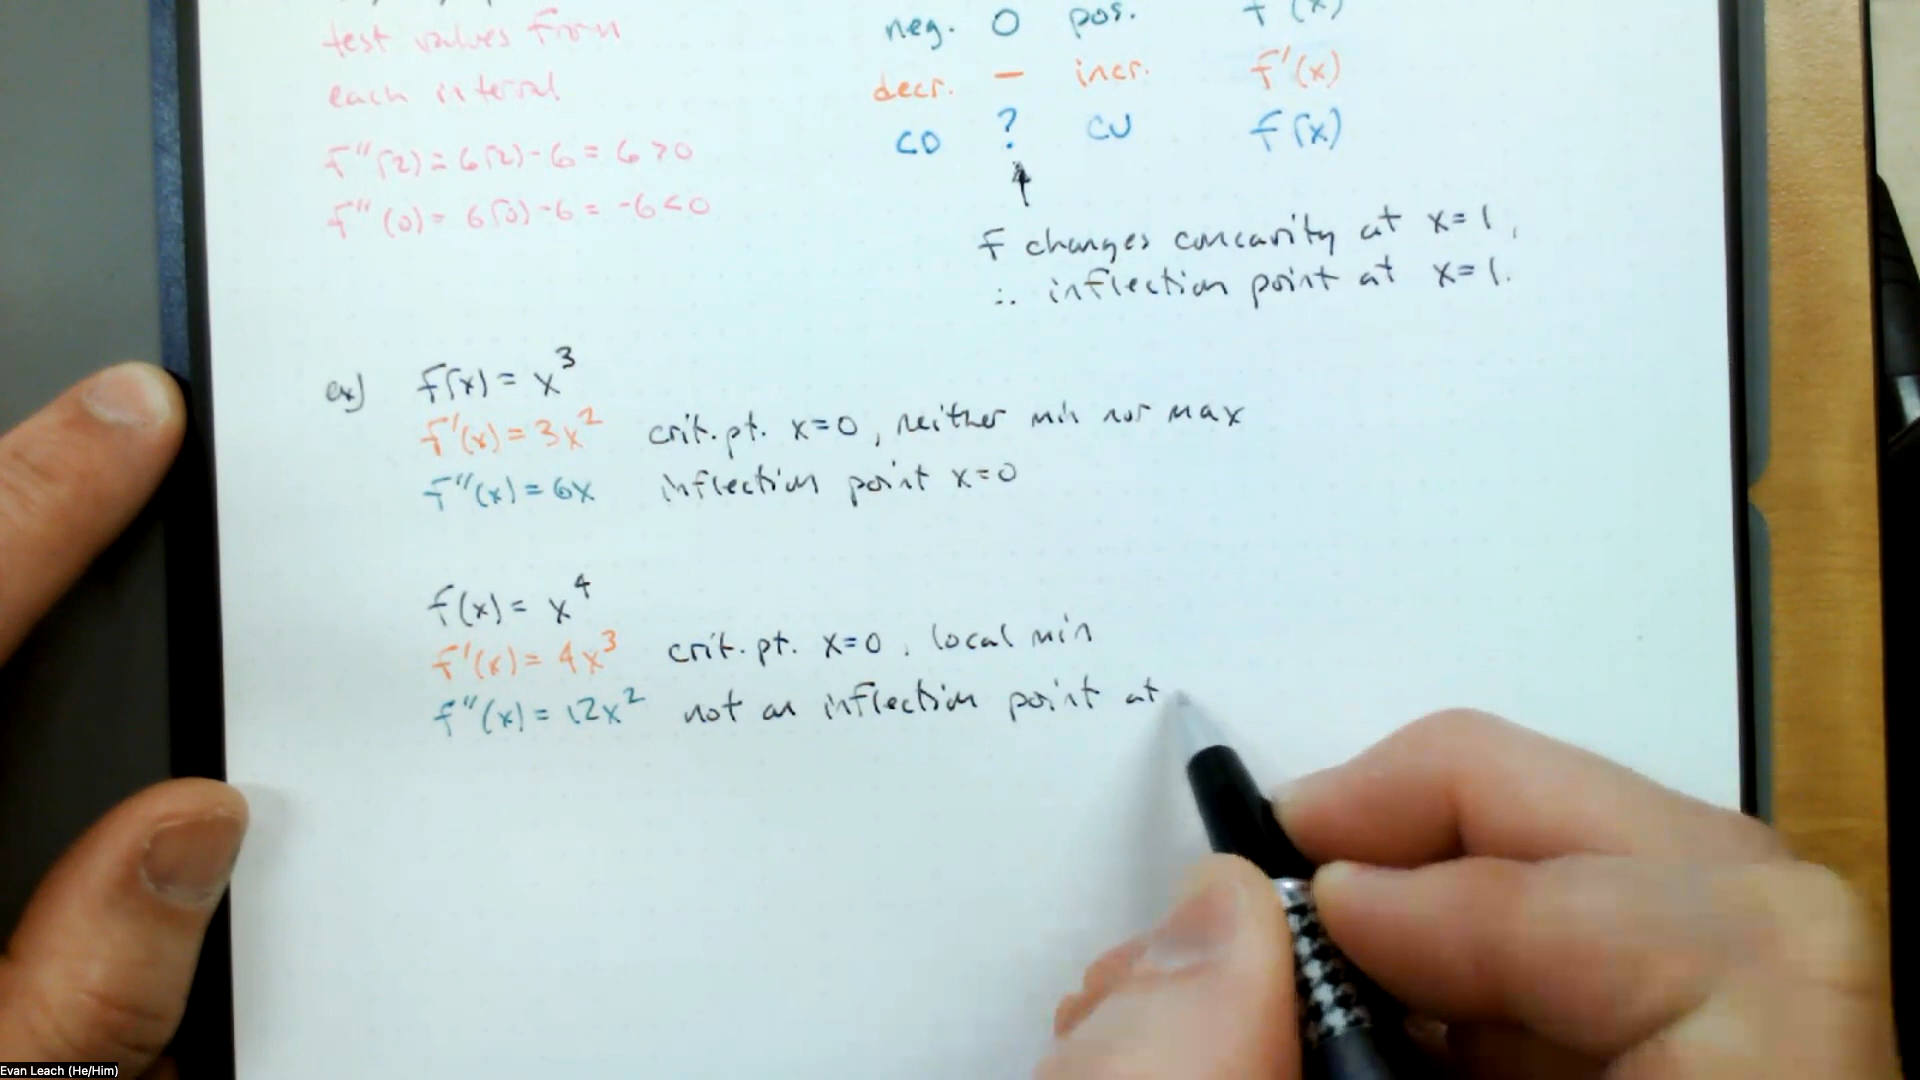 test values from
each interval
f''(2) = 6(2)-6 = 6 > 0
f''(0) = 6(0)-6 = -6 < 0
neg. 0 pos. f''(x)
decr. – incr. f'(x)
CD ? CU f(x)
f changes concavity at x=1,
∴ inflection point at x=1.
ex) f(x) = x³
f'(x) = 3x² crit. pt. x=0, neither min nor max
f''(x) = 6x inflection point x=0
f(x) = x⁴
f'(x) = 4x³ crit. pt. x=0, local min
f''(x) = 12x² not an inflection point at
Evan Leach (He/Him)